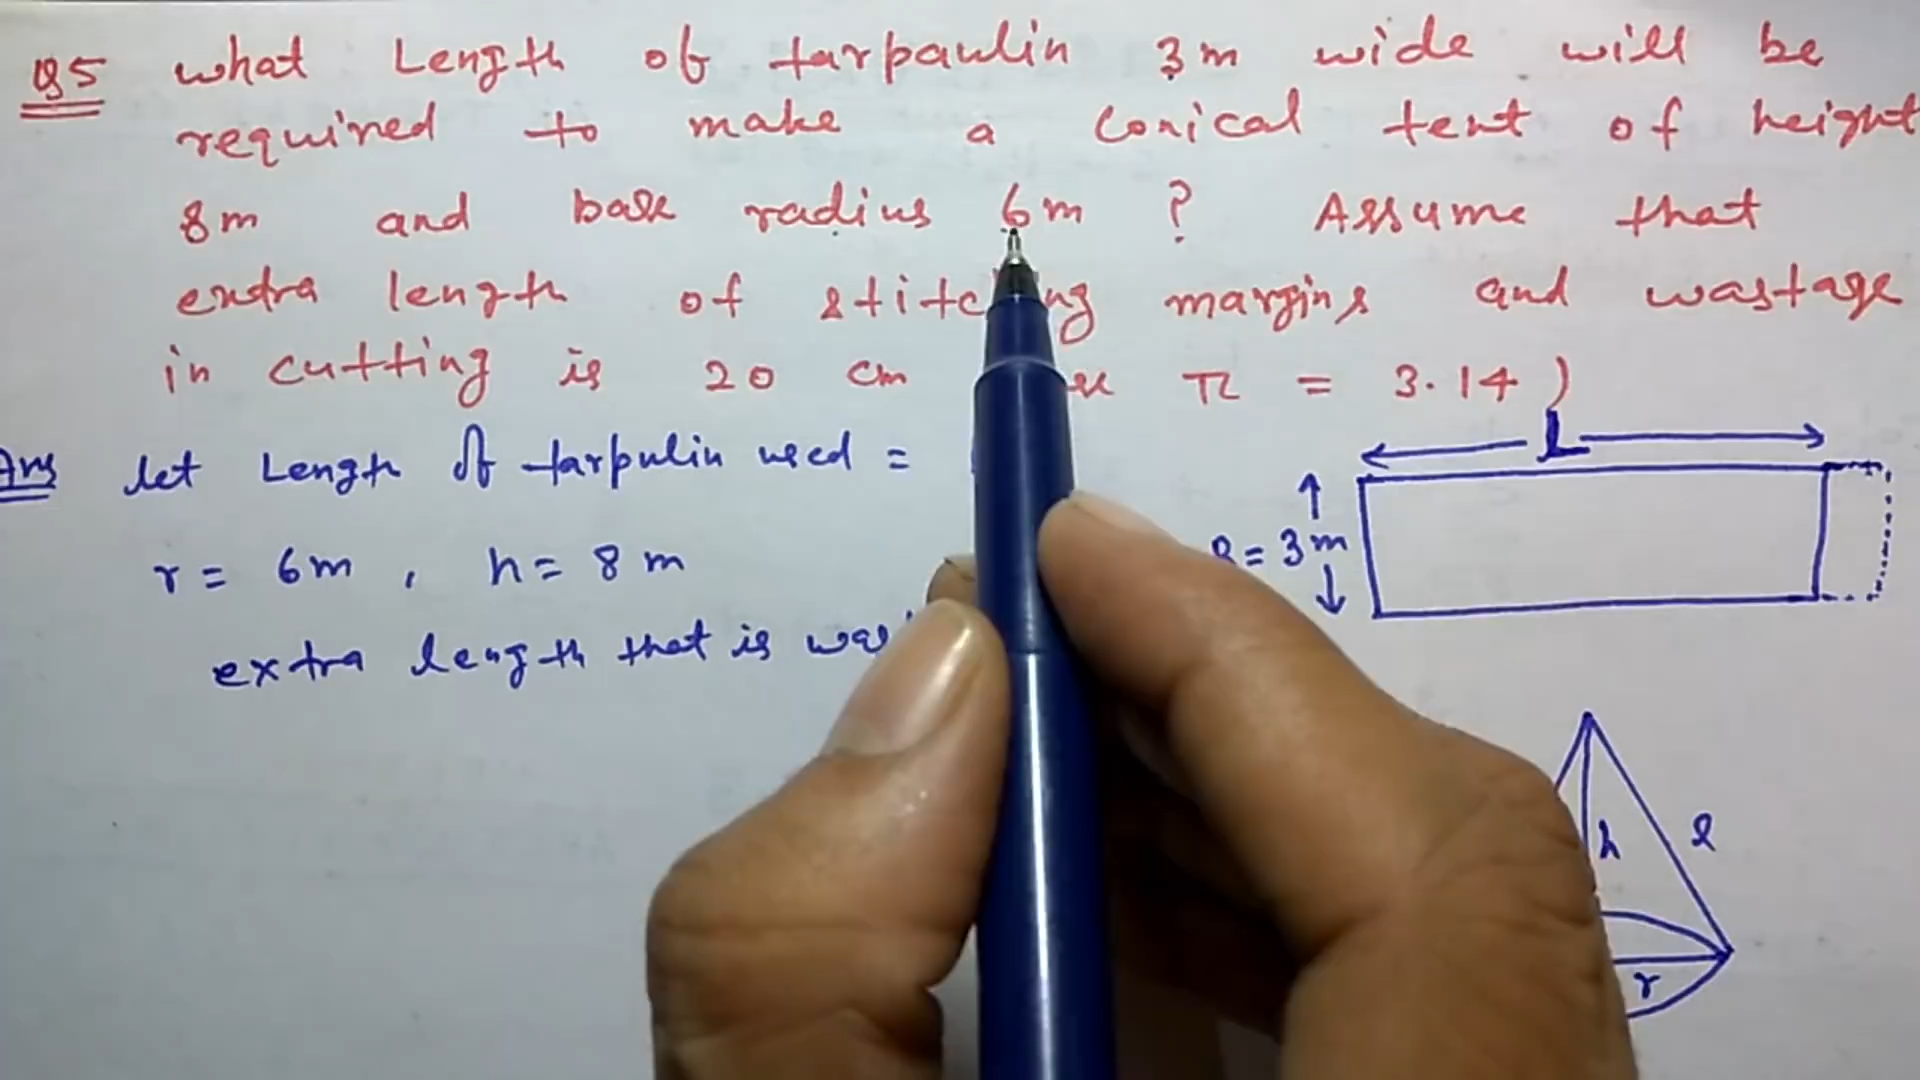 Q5 what Length of tarpaulin 3m wide will be
required to make a conical tent of height
8m and base radius 6m ? Assume that
extra length of stitching margins and wastage
in cutting is 20 cm π = 3.14 )
Ans let Length of tarpulin used =
L
r = 6m , h = 8 m
= 3m
extra length that is
h
l
r